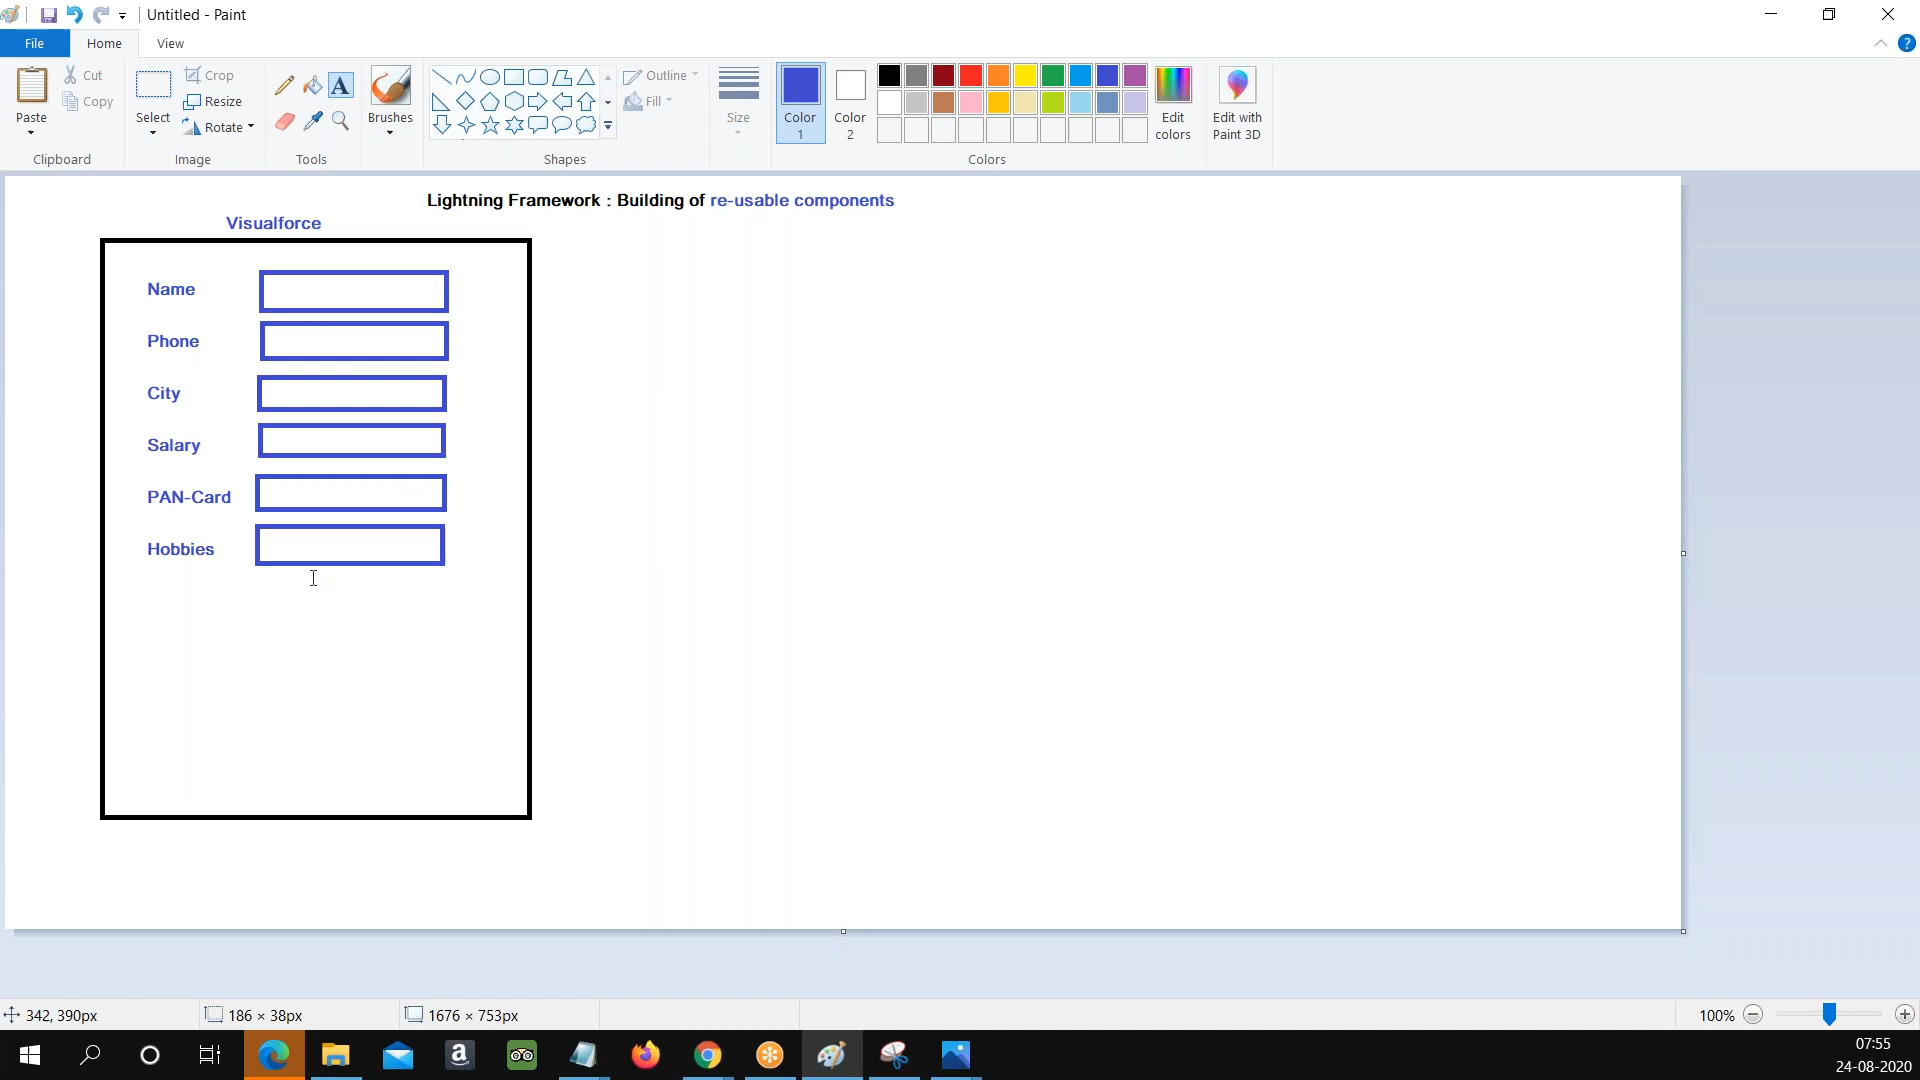 Untitled - Paint
File Home View
Paste
Cut
Copy
Clipboard
Select
Crop
Resize
Rotate
Image
A
Tools
Brushes
Shapes
Outline
Fill
Size
Color 1
Color 2
Colors
Edit colors
Edit with Paint 3D
Lightning Framework : Building of re-usable components
Visualforce
Name
Phone
City
Salary
PAN-Card
Hobbies
342, 390px
186 × 38px
1676 × 753px
100%
07:55
24-08-2020